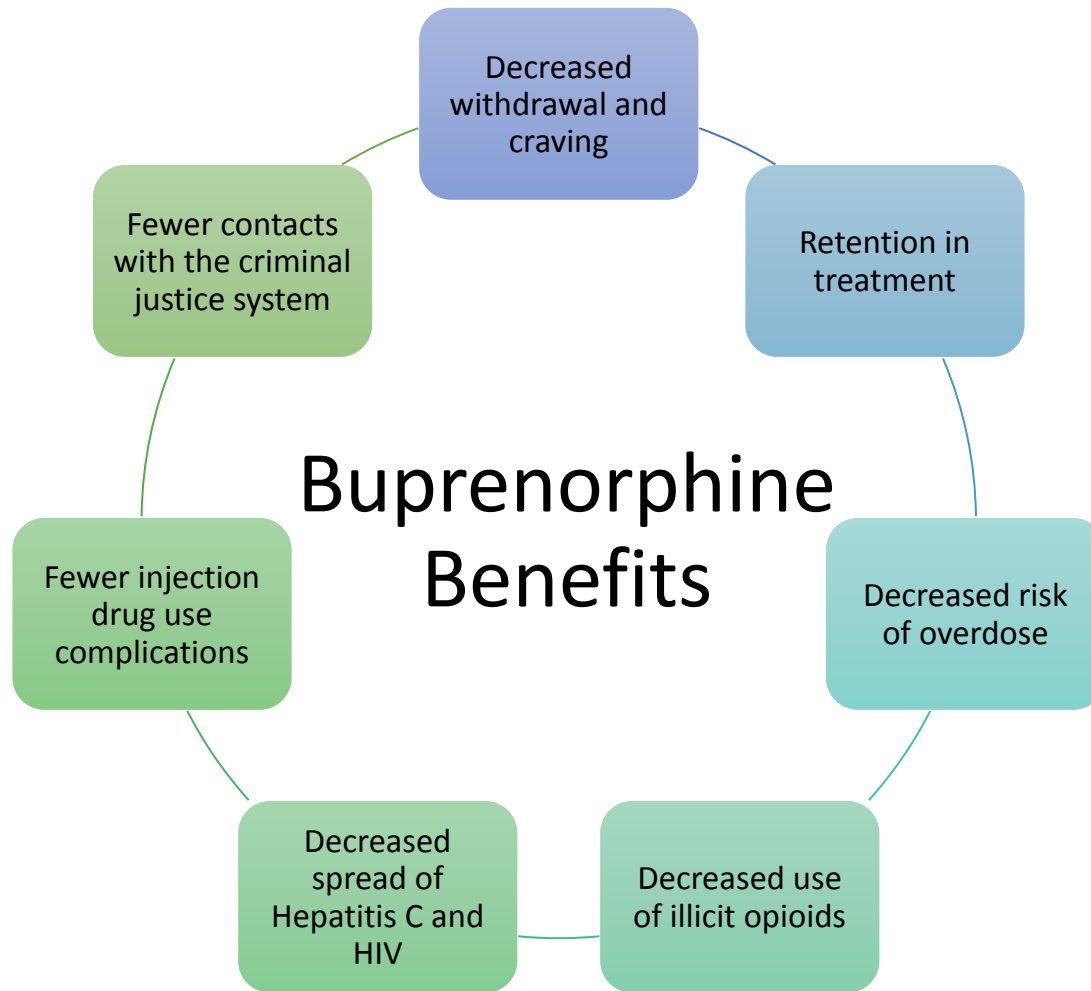 Decreased
withdrawal and
craving
Retention in
treatment
Decreased risk
of overdose
Decreased use
of illicit opioids
Decreased
spread of
Hepatitis C and
HIV
Fewer injection
drug use
complications
Fewer contacts
with the criminal
justice system
Buprenorphine
Benefits